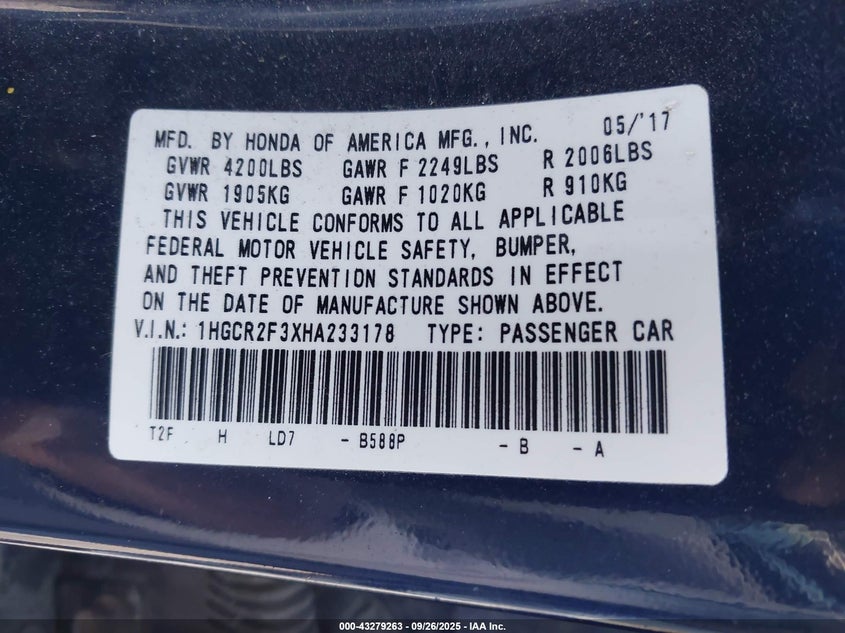 MFD. BY HONDA OF AMERICA MFG., INC. 05/'17
GVWR 4200LBS GAWR F 2249LBS R 2006LBS
GVWR 1905KG GAWR F 1020KG R 910KG
THIS VEHICLE CONFORMS TO ALL APPLICABLE
FEDERAL MOTOR VEHICLE SAFETY, BUMPER,
AND THEFT PREVENTION STANDARDS IN EFFECT
ON THE DATE OF MANUFACTURE SHOWN ABOVE.
V.I.N.: 1HGCR2F3XHA233178 TYPE: PASSENGER CAR
T2F H LD7 - B588P - B - A
000-43279263 - 09/26/2025 - IAA Inc.